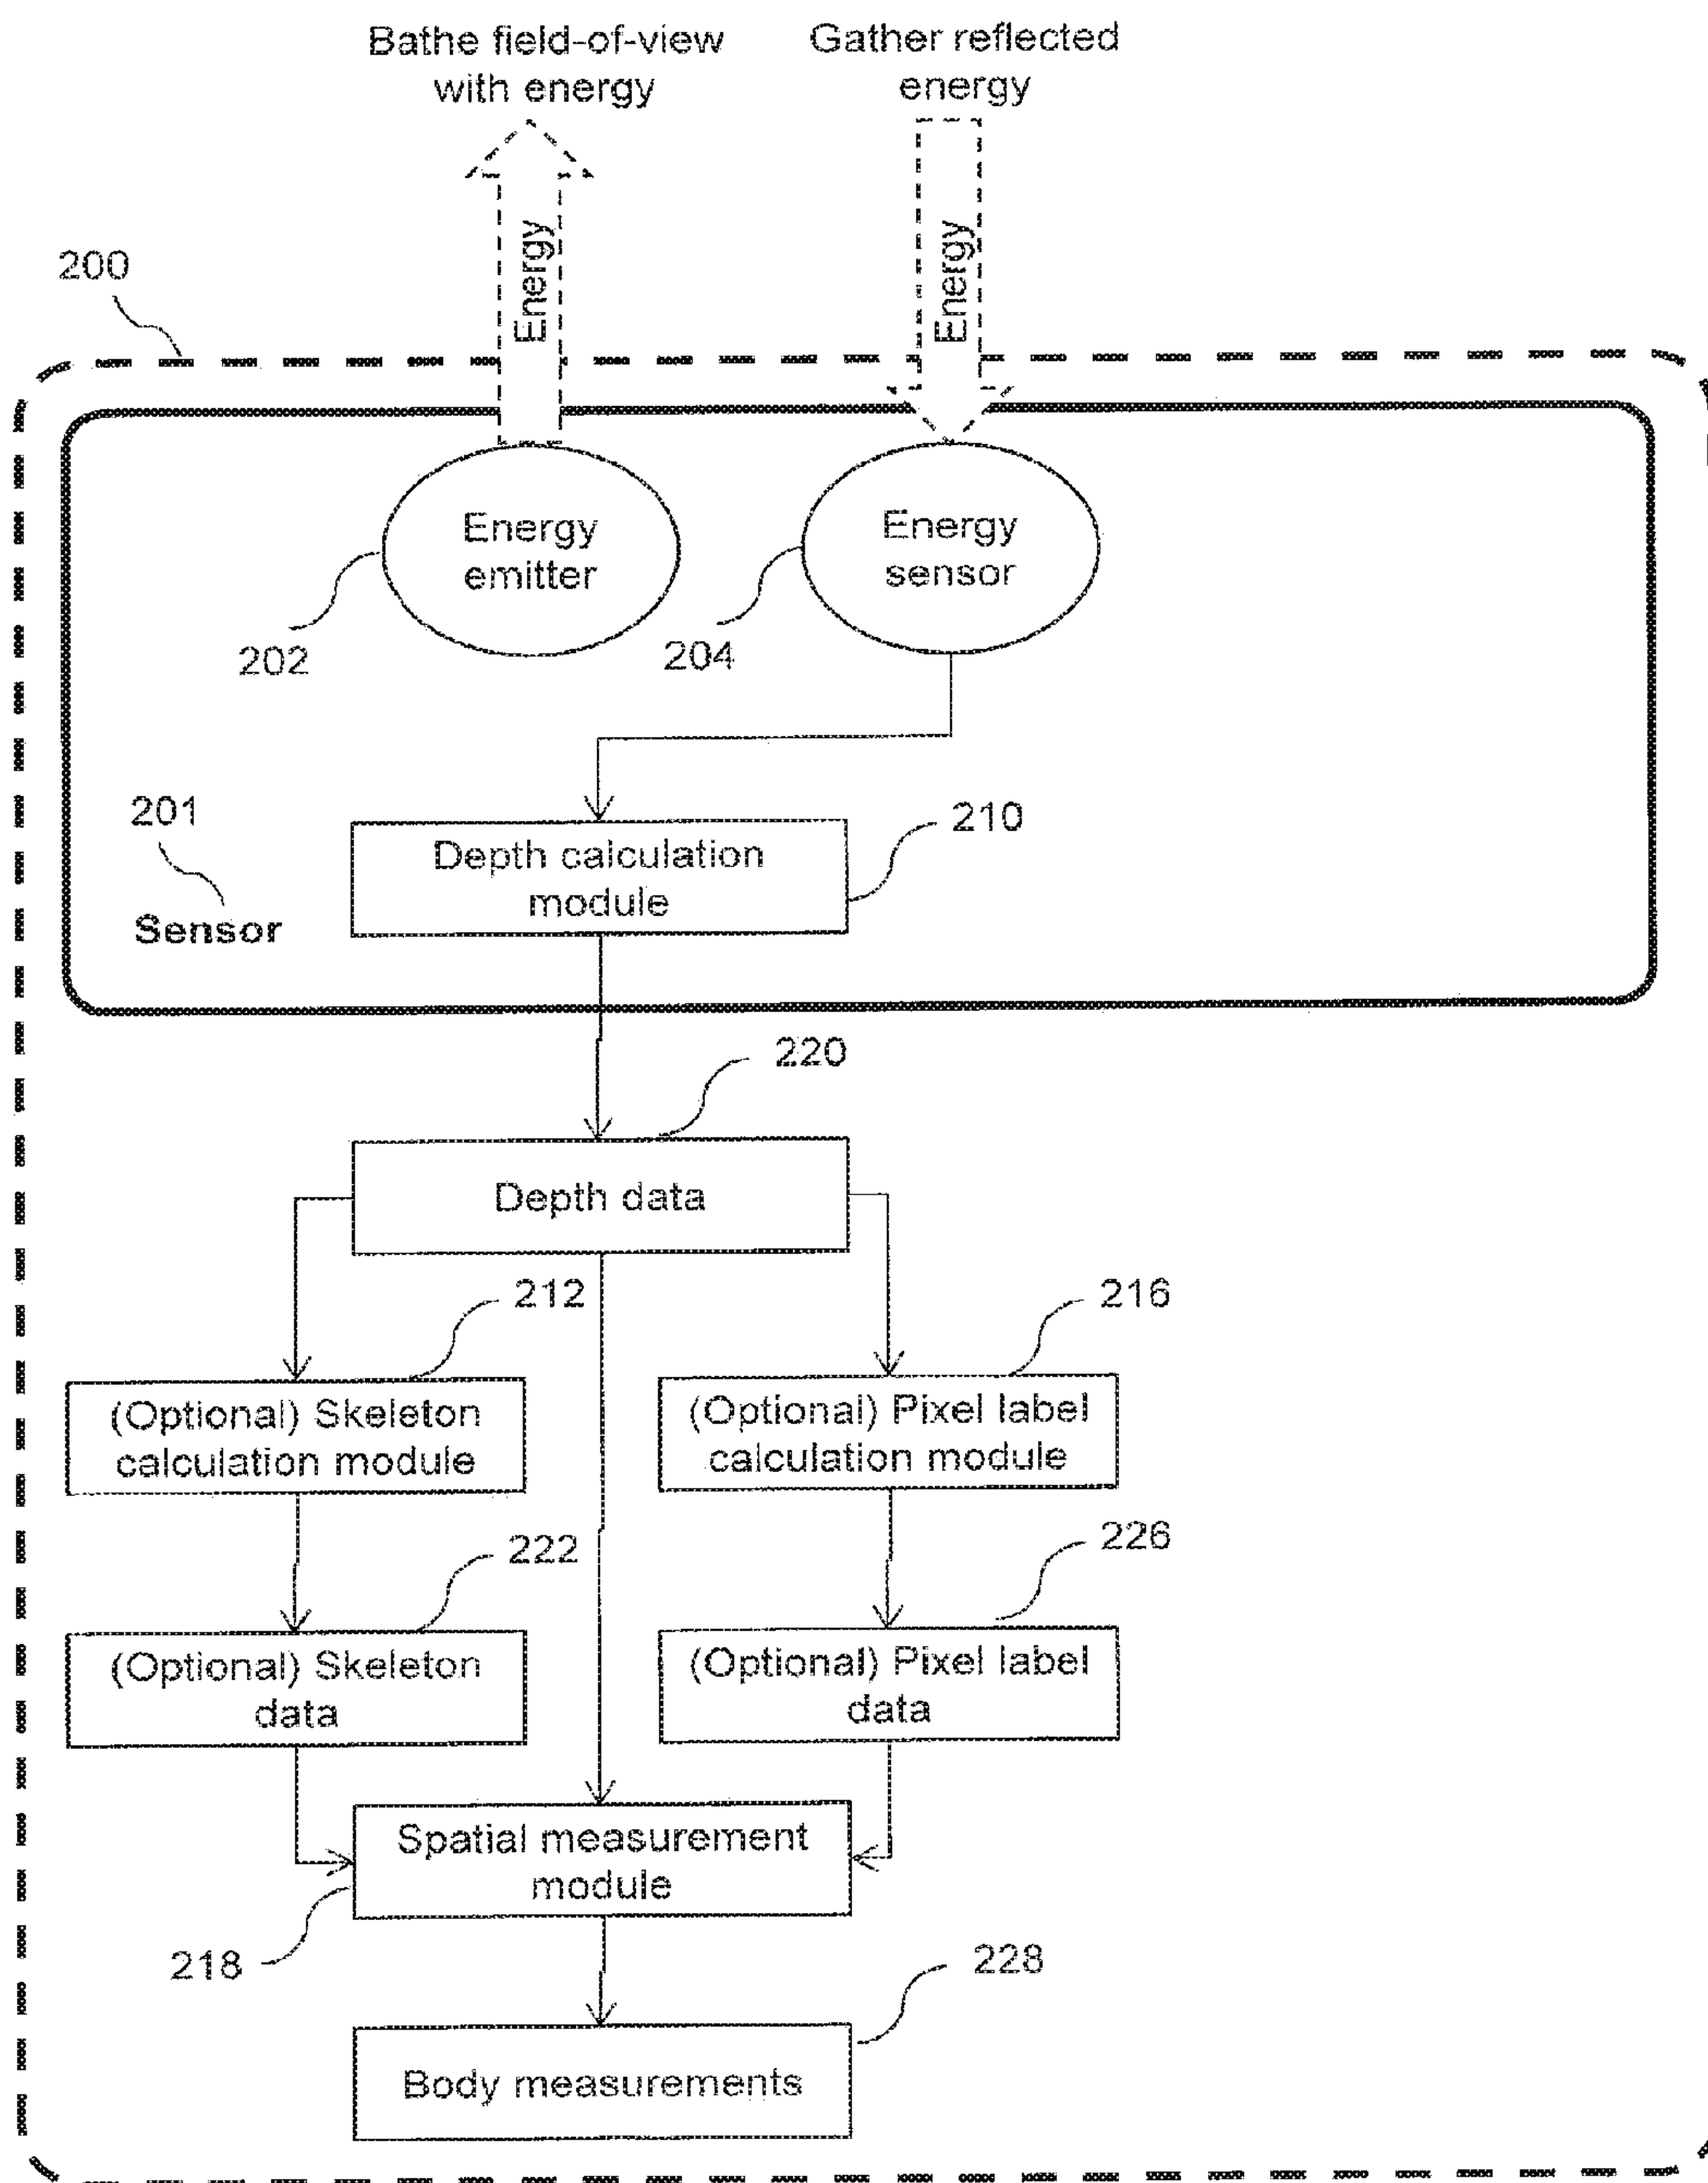 Bathe field-of-view
with energy
Gather reflected
energy
Energy
Energy
200
Energy
emitter
Energy
sensor
202
204
201
Sensor
210
Depth calculation
module
220
Depth data
212
216
(Optional) Skeleton
calculation module
(Optional) Pixel label
calculation module
222
226
(Optional) Skeleton
data
(Optional) Pixel label
data
Spatial measurement
module
218
228
Body measurements